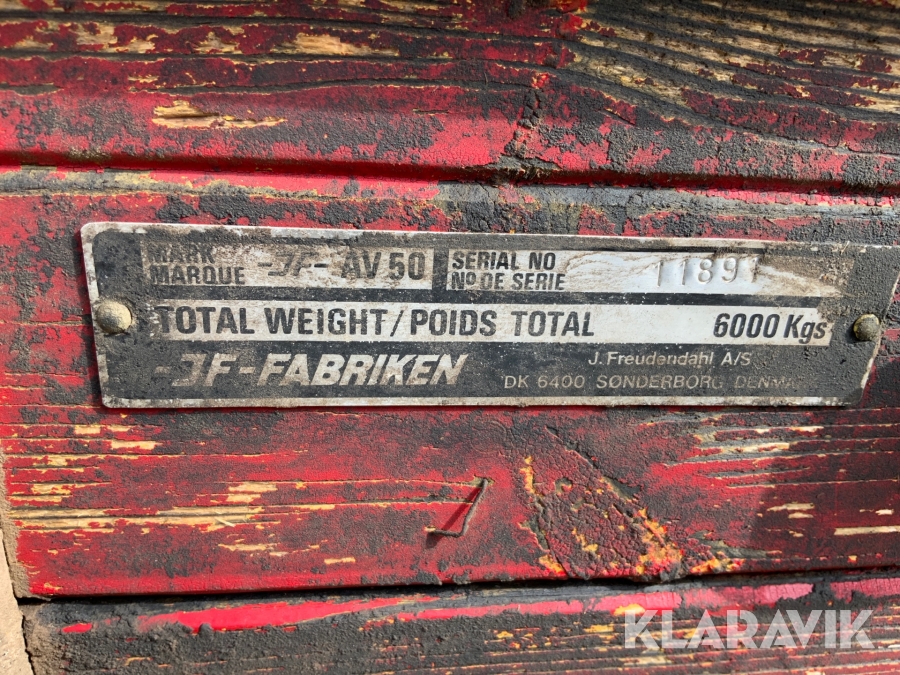 MARK -JF- AV 50 SERIAL NO 11891
MARQUE Nº DE SERIE
TOTAL WEIGHT/POIDS TOTAL 6000 Kgs
-JF-FABRIKEN J. Freudendahl A/S
DK 6400 SØNDERBORG DENMARK
KLARAVIK